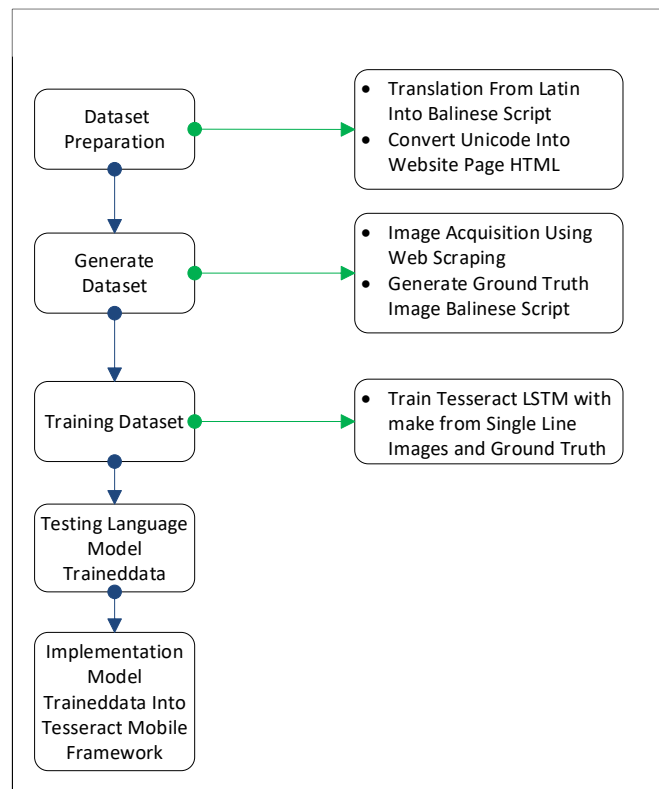 Dataset
Preparation
• Translation From Latin
Into Balinese Script
• Convert Unicode Into
Website Page HTML
Generate
Dataset
• Image Acquisition Using
Web Scraping
• Generate Ground Truth
Image Balinese Script
Training Dataset
• Train Tesseract LSTM with
make from Single Line
Images and Ground Truth
Testing Language
Model
Traineddata
Implementation
Model
Traineddata Into
Tesseract Mobile
Framework